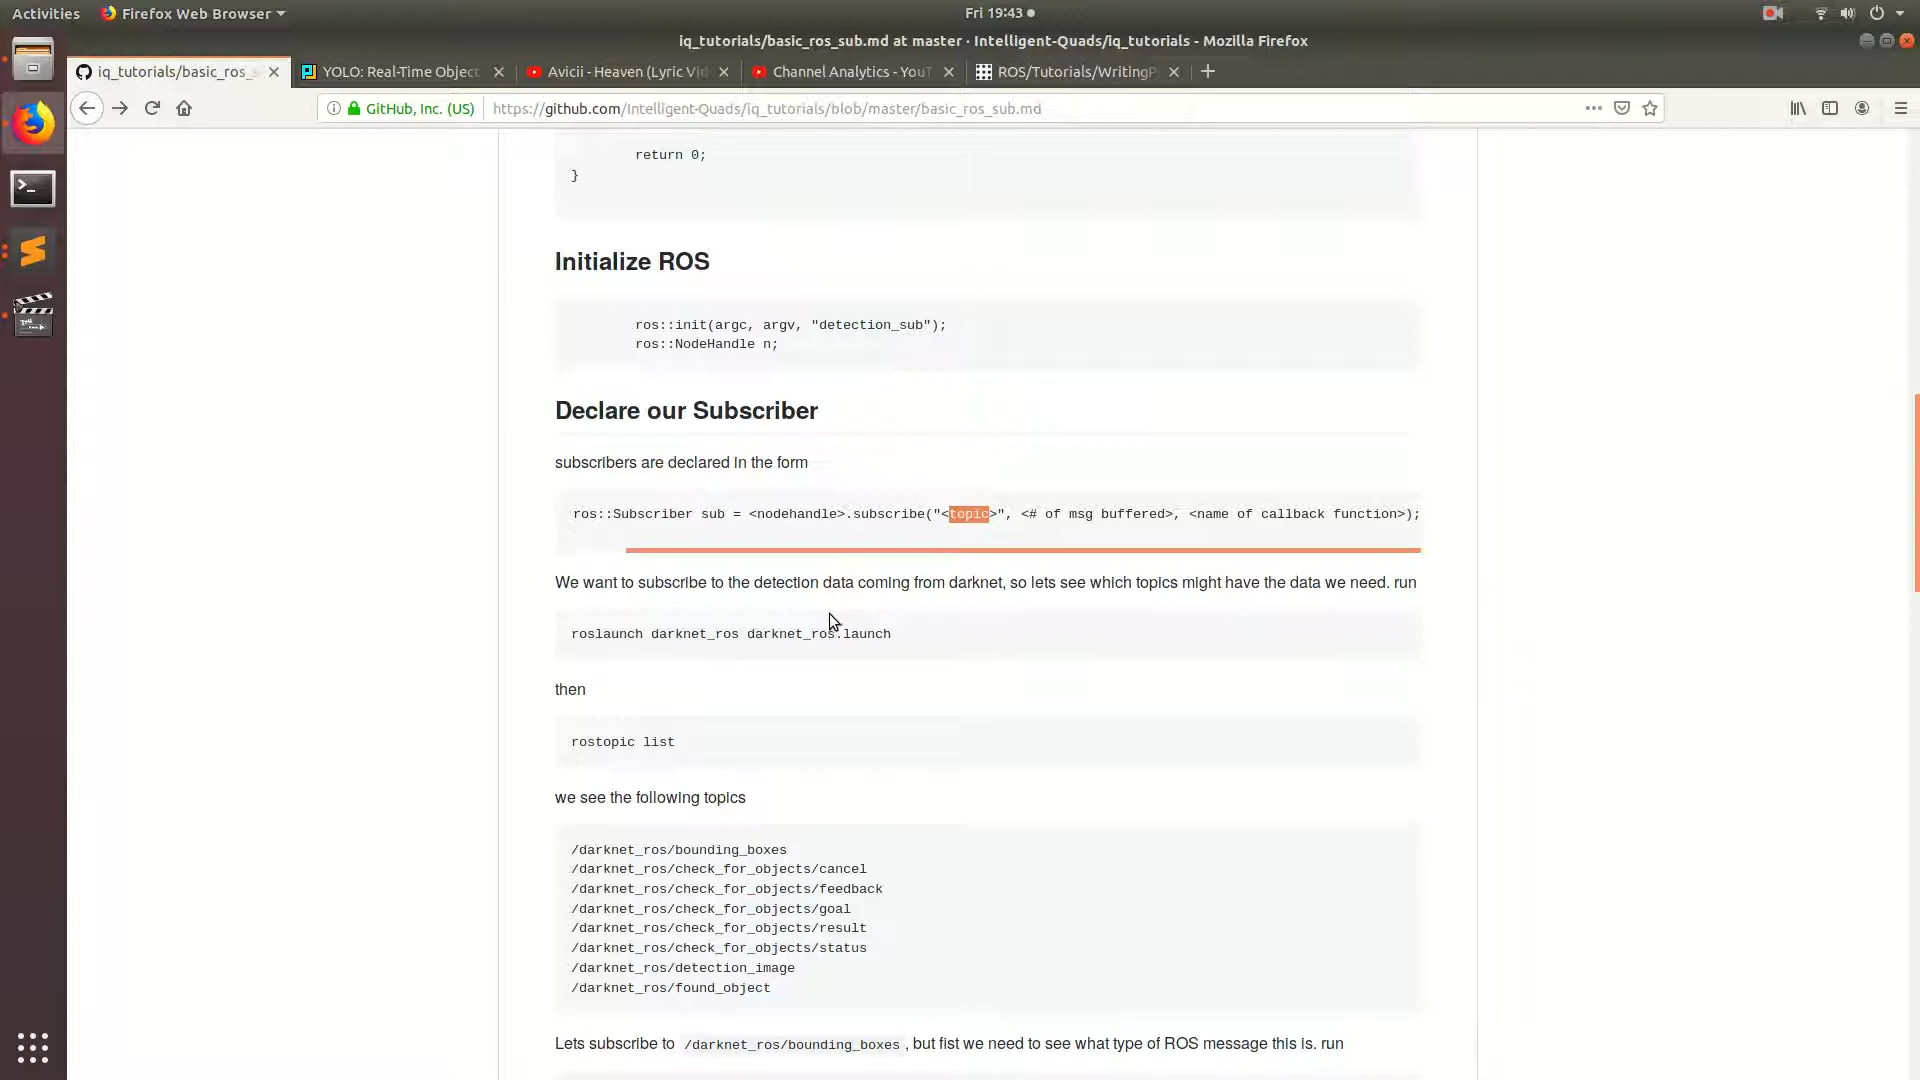 Activities
Firefox Web Browser
Fri 19:43
iq_tutorials/basic_ros_sub.md at master · Intelligent-Quads/iq_tutorials - Mozilla Firefox
iq_tutorials/basic_ros_s
YOLO: Real-Time Object
Avicii - Heaven (Lyric Vid
Channel Analytics - YouT
ROS/Tutorials/WritingP
GitHub, Inc. (US)
https://github.com/Intelligent-Quads/iq_tutorials/blob/master/basic_ros_sub.md
return 0;
}
Initialize ROS
ros::init(argc, argv, "detection_sub");
ros::NodeHandle n;
Declare our Subscriber
subscribers are declared in the form
ros::Subscriber sub = <nodehandle>.subscribe("<topic>", <# of msg buffered>, <name of callback function>);
We want to subscribe to the detection data coming from darknet, so lets see which topics might have the data we need. run
roslaunch darknet_ros darknet_ros.launch
then
rostopic list
we see the following topics
/darknet_ros/bounding_boxes
/darknet_ros/check_for_objects/cancel
/darknet_ros/check_for_objects/feedback
/darknet_ros/check_for_objects/goal
/darknet_ros/check_for_objects/result
/darknet_ros/check_for_objects/status
/darknet_ros/detection_image
/darknet_ros/found_object
Lets subscribe to /darknet_ros/bounding_boxes , but fist we need to see what type of ROS message this is. run